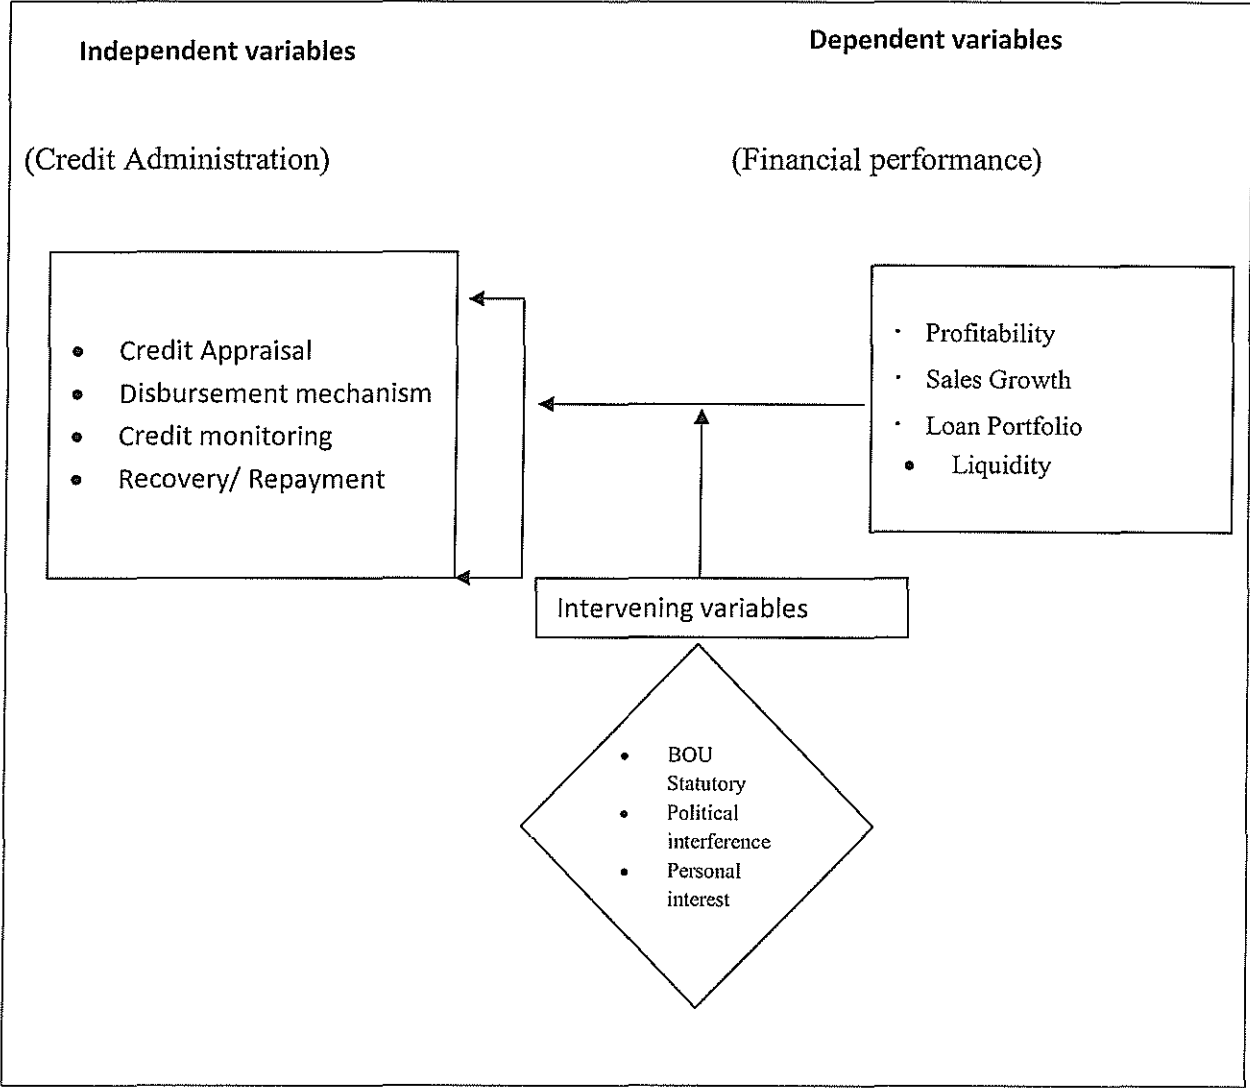 Independent variables
Dependent variables
(Credit Administration)
(Financial performance)
• Credit Appraisal
• Disbursement mechanism
• Credit monitoring
• Recovery/ Repayment
· Profitability
· Sales Growth
· Loan Portfolio
• Liquidity
Intervening variables
• BOU
Statutory
• Political
interference
• Personal
interest